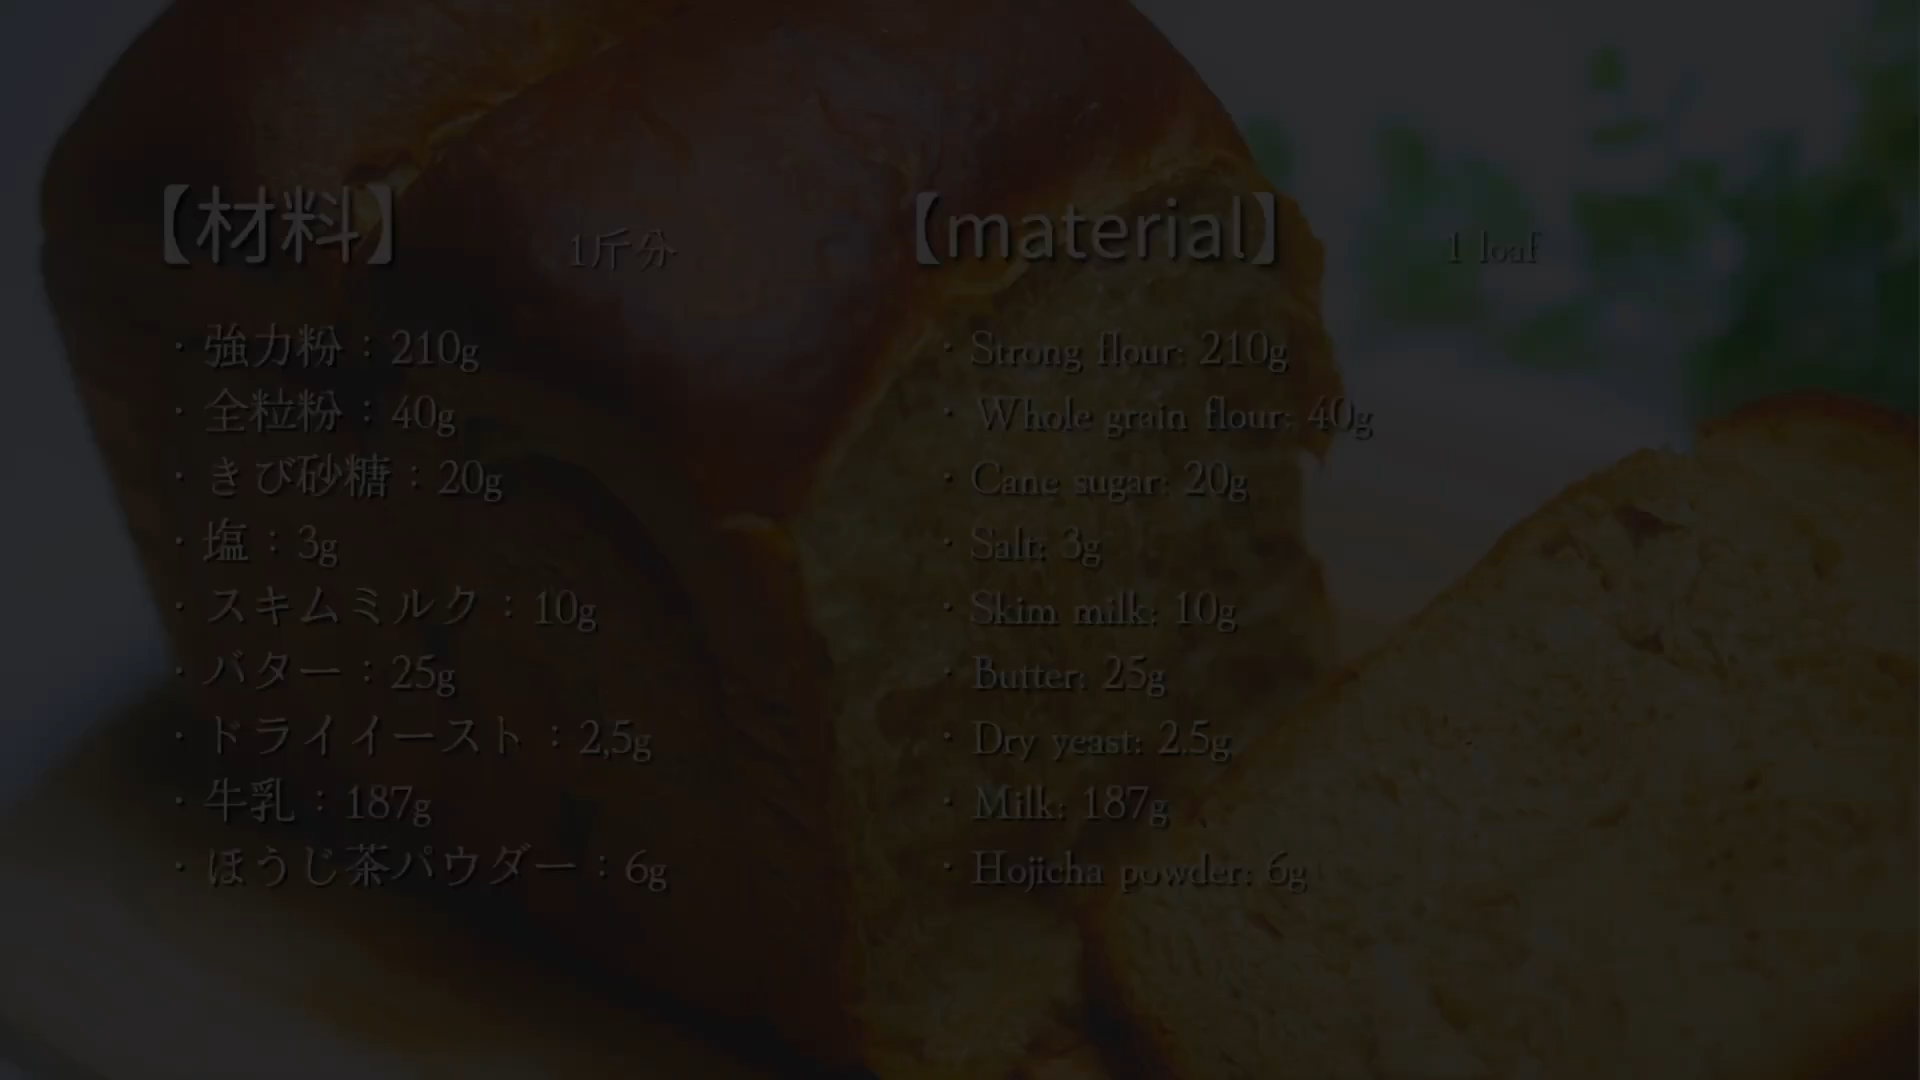 【材料】 1斤分
・強力粉：210g
・全粒粉：40g
・きび砂糖：20g
・塩：3g
・スキムミルク：10g
・バター：25g
・ドライイースト：2,5g
・牛乳：187g
・ほうじ茶パウダー：6g
【material】 1 loaf
・Strong flour: 210g
・Whole grain flour: 40g
・Cane sugar: 20g
・Salt: 3g
・Skim milk: 10g
・Butter: 25g
・Dry yeast: 2.5g
・Milk: 187g
・Hojicha powder: 6g